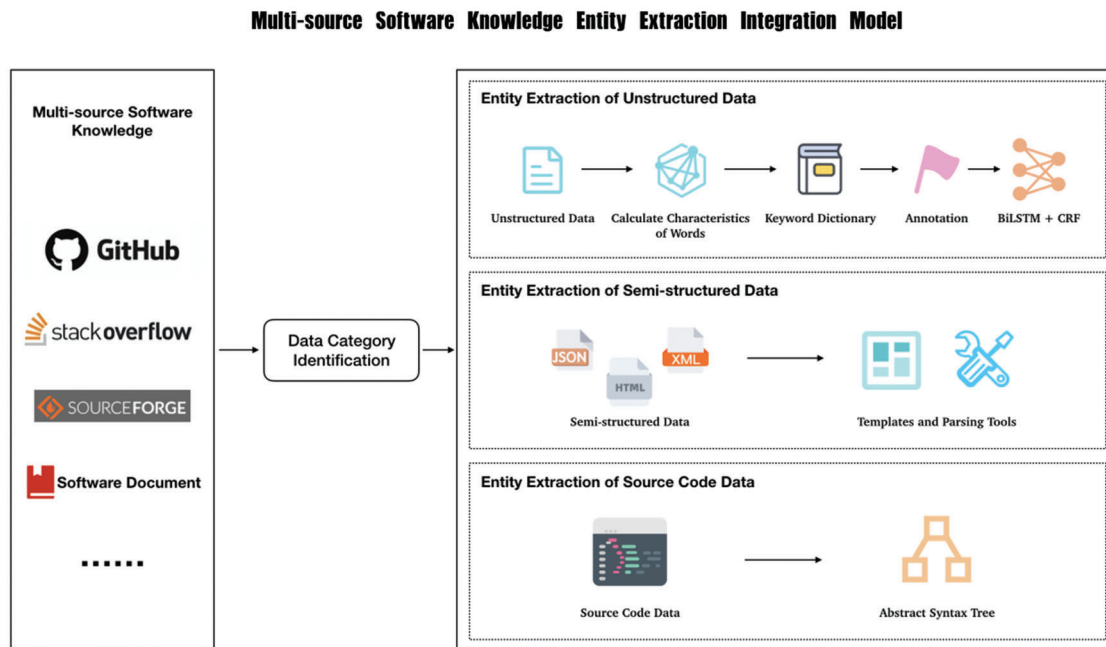 Multi-source Software Knowledge Entity Extraction Integration Model
Multi-source Software
Knowledge
GitHub
stackoverflow
SOURCEFORGE
Software Document
......
Data Category
Identification
Entity Extraction of Unstructured Data
Unstructured Data
Calculate Characteristics
of Words
Keyword Dictionary
Annotation
BiLSTM + CRF
Entity Extraction of Semi-structured Data
JSON
HTML
XML
Semi-structured Data
Templates and Parsing Tools
Entity Extraction of Source Code Data
Source Code Data
Abstract Syntax Tree